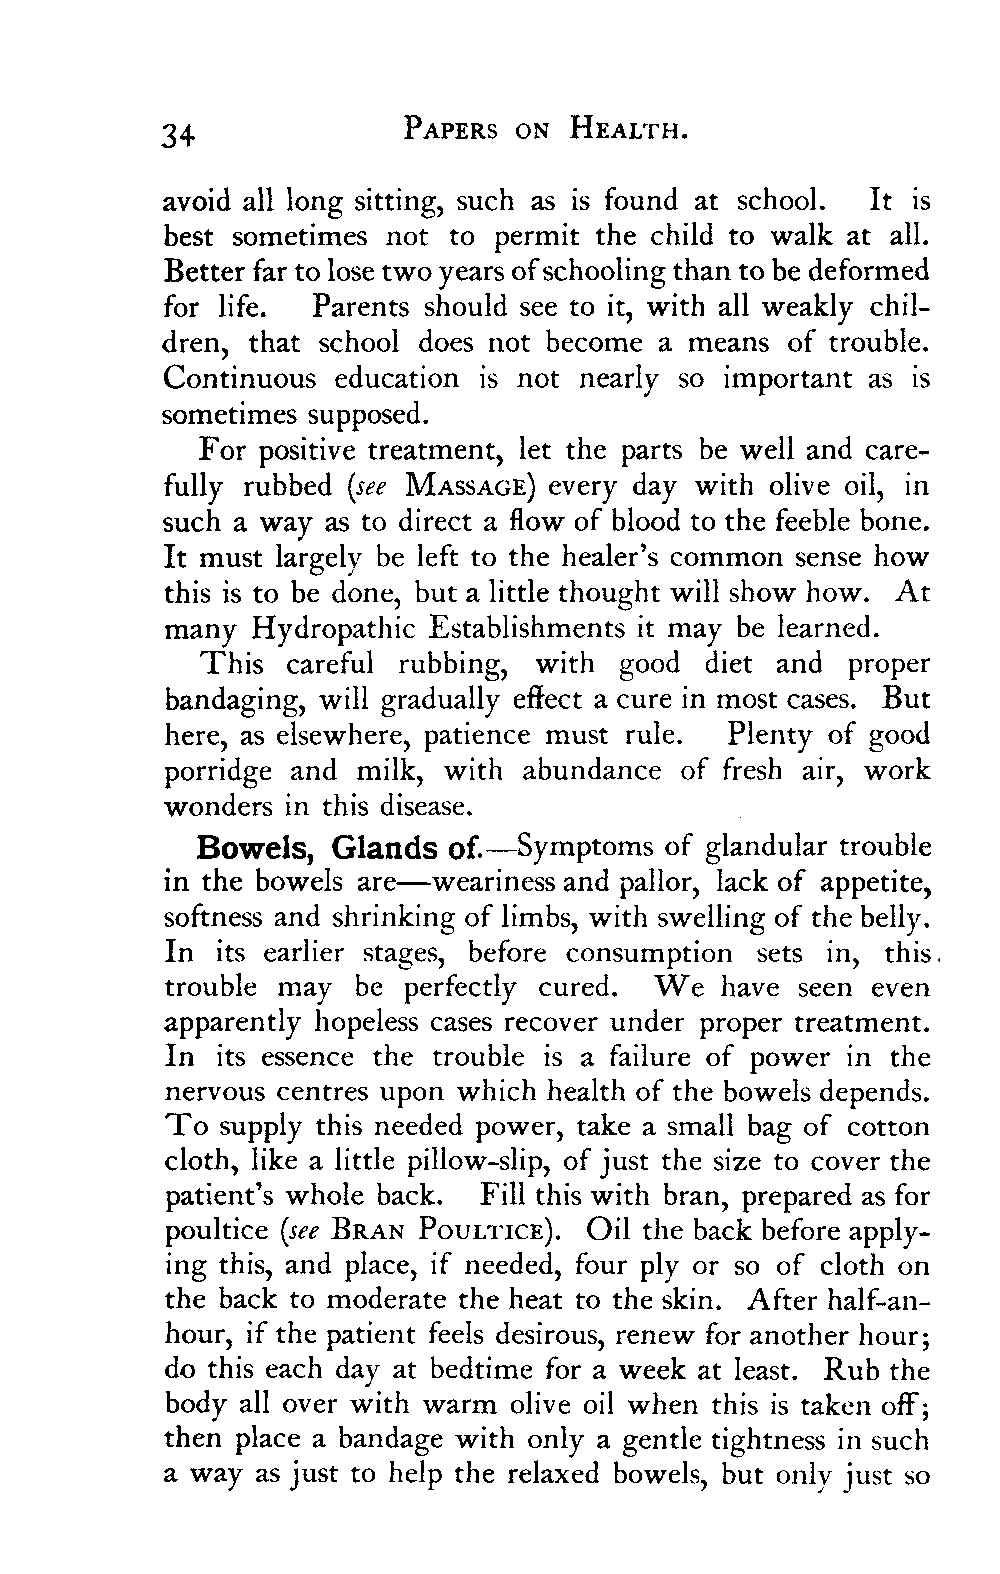 34 PAPERS ON HEALTH.
avoid all long sitting, such as is found at school. It is
best sometimes not to permit the child to walk at all.
Better far to lose two years of schooling than to be deformed
for life. Parents should see to it, with all weakly chil-
dren, that school does not become a means of trouble.
Continuous education is not nearly so important as is
sometimes supposed.
For positive treatment, let the parts be well and care-
fully rubbed (see MASSAGE) every day with olive oil, in
such a way as to direct a flow of blood to the feeble bone.
It must largely be left to the healer's common sense how
this is to be done, but a little thought will show how. At
many Hydropathic Establishments it may be learned.
This careful rubbing, with good diet and proper
bandaging, will gradually effect a cure in most cases. But
here, as elsewhere, patience must rule. Plenty of good
porridge and milk, with abundance of fresh air, work
wonders in this disease.
Bowels, Glands of.—Symptoms of glandular trouble
in the bowels are—weariness and pallor, lack of appetite,
softness and shrinking of limbs, with swelling of the belly.
In its earlier stages, before consumption sets in, this
trouble may be perfectly cured. We have seen even
apparently hopeless cases recover under proper treatment.
In its essence the trouble is a failure of power in the
nervous centres upon which health of the bowels depends.
To supply this needed power, take a small bag of cotton
cloth, like a little pillow-slip, of just the size to cover the
patient's whole back. Fill this with bran, prepared as for
poultice (see BRAN POULTICE). Oil the back before apply-
ing this, and place, if needed, four ply or so of cloth on
the back to moderate the heat to the skin. After half-an-
hour, if the patient feels desirous, renew for another hour;
do this each day at bedtime for a week at least. Rub the
body all over with warm olive oil when this is taken off;
then place a bandage with only a gentle tightness in such
a way as just to help the relaxed bowels, but only just so